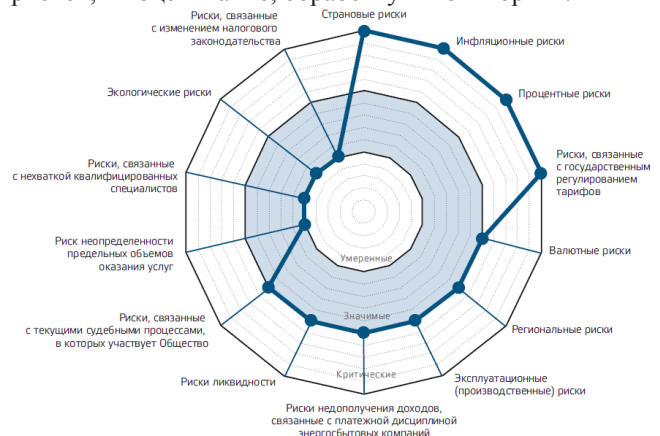 Страновые риски
Риски, связанные
с изменением налогового
законодательства
Инфляционные риски
Экологические риски
Процентные риски
Риски, связанные
с нехваткой квалифицированных
специалистов
Риски, связанные
с государственным
регулированием
тарифов
Риск неопределенности
предельных объемов
оказания услуг
Умеренные
Валютные риски
Риски, связанные
с текущими судебными процессами,
в которых участвует Общество
Значимые
Региональные риски
Риски ликвидности
Критические
Эксплуатационные
(производственные) риски
Риски недополучения доходов,
связанные с платежной дисциплиной
энергосбытовых компаний